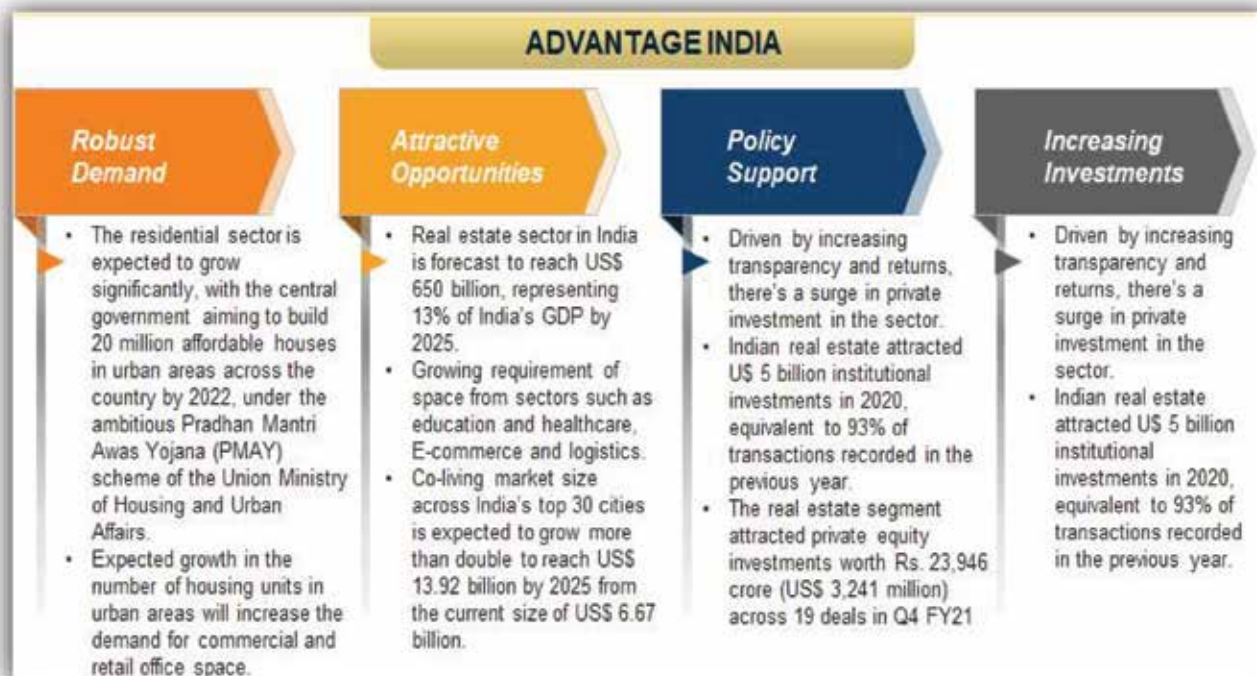 ADVANTAGE INDIA
Robust
Demand
• The residential sector is
expected to grow
significantly, with the central
government aiming to build
20 million affordable houses
in urban areas across the
country by 2022, under the
ambitious Pradhan Mantri
Awas Yojana (PMAY)
scheme of the Union Ministry
of Housing and Urban
Affairs.
• Expected growth in the
number of housing units in
urban areas will increase the
demand for commercial and
retail office space.
Attractive
Opportunities
• Real estate sector in India
is forecast to reach US$
650 billion, representing
13% of India's GDP by
2025.
• Growing requirement of
space from sectors such as
education and healthcare,
E-commerce and logistics.
• Co-living market size
across India's top 30 cities
is expected to grow more
than double to reach US$
13.92 billion by 2025 from
the current size of US$ 6.67
billion.
Policy
Support
• Driven by increasing
transparency and returns,
there's a surge in private
investment in the sector.
• Indian real estate attracted
U$ 5 billion institutional
investments in 2020,
equivalent to 93% of
transactions recorded in the
previous year.
• The real estate segment
attracted private equity
investments worth Rs. 23,946
crore (US$ 3,241 million)
across 19 deals in Q4 FY21
Increasing
Investments
• Driven by increasing
transparency and
returns, there's a
surge in private
investment in the
sector.
• Indian real estate
attracted U$ 5 billion
institutional
investments in 2020,
equivalent to 93% of
transactions recorded
in the previous year.